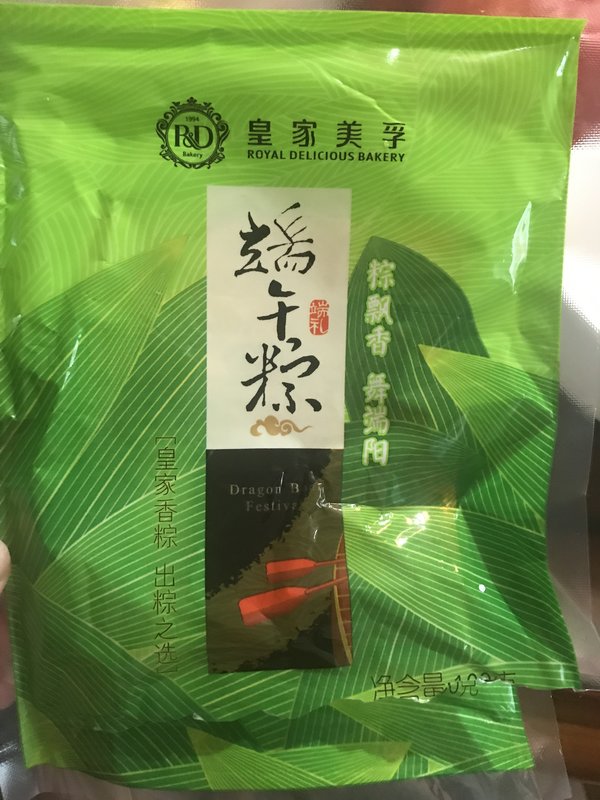 1994
R&D
Bakery
皇家美孚
ROYAL DELICIOUS BAKERY
端午粽
端礼
粽飘香 舞端阳
[皇家香粽 出粽之选]
Dragon
Festival
净含量